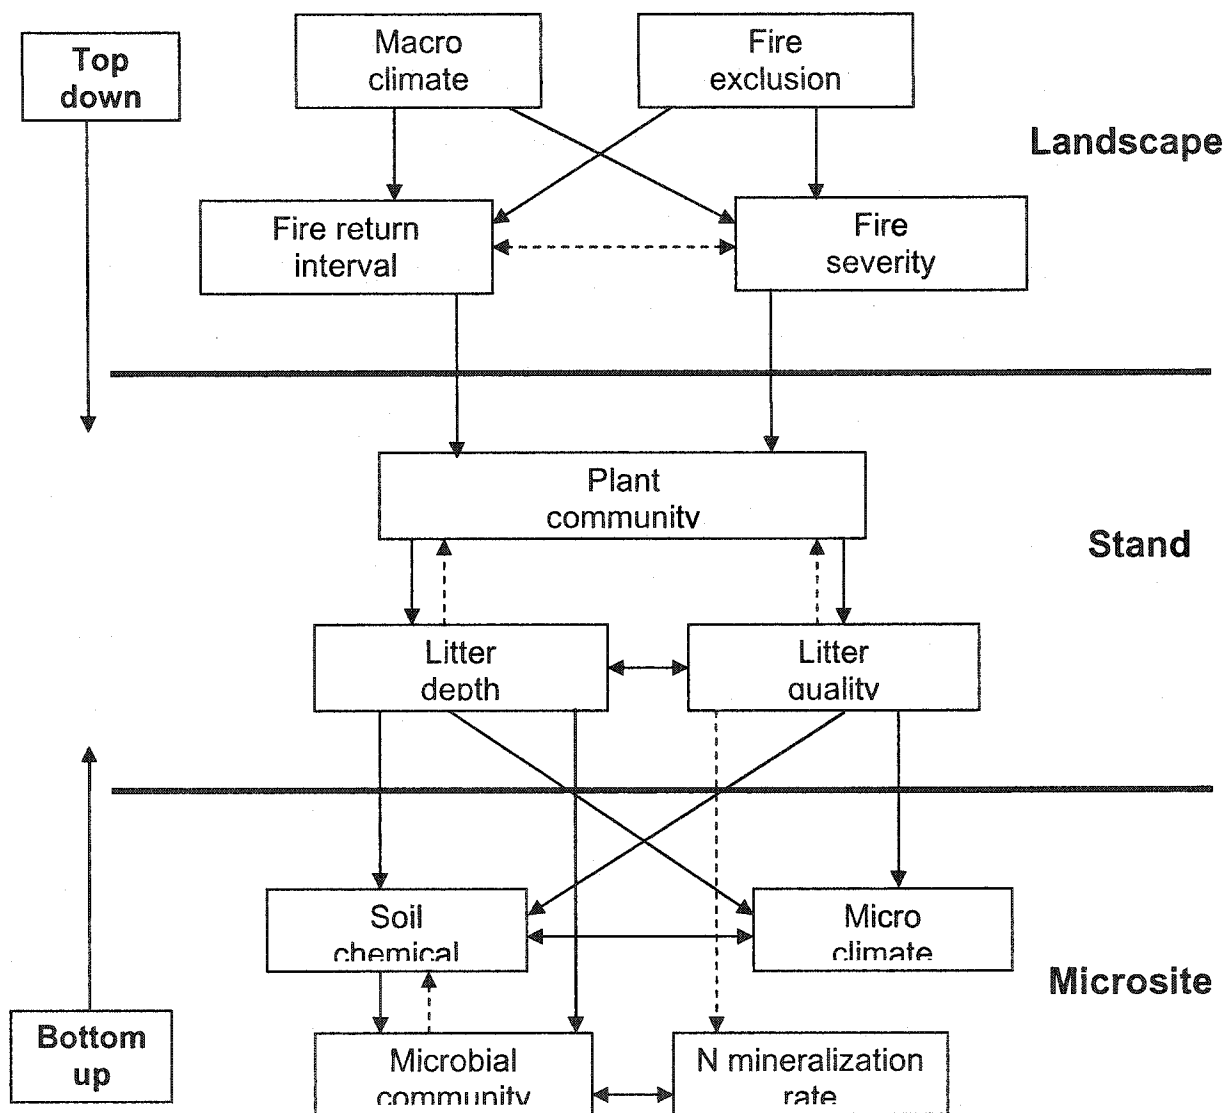 Top
down
Macro
climate
Fire
exclusion
Landscape
Fire return
interval
Fire
severity
Plant
community
Stand
Litter
depth
Litter
quality
Soil
chemical
Micro
climate
Microsite
Bottom
up
Microbial
community
N mineralization
rate